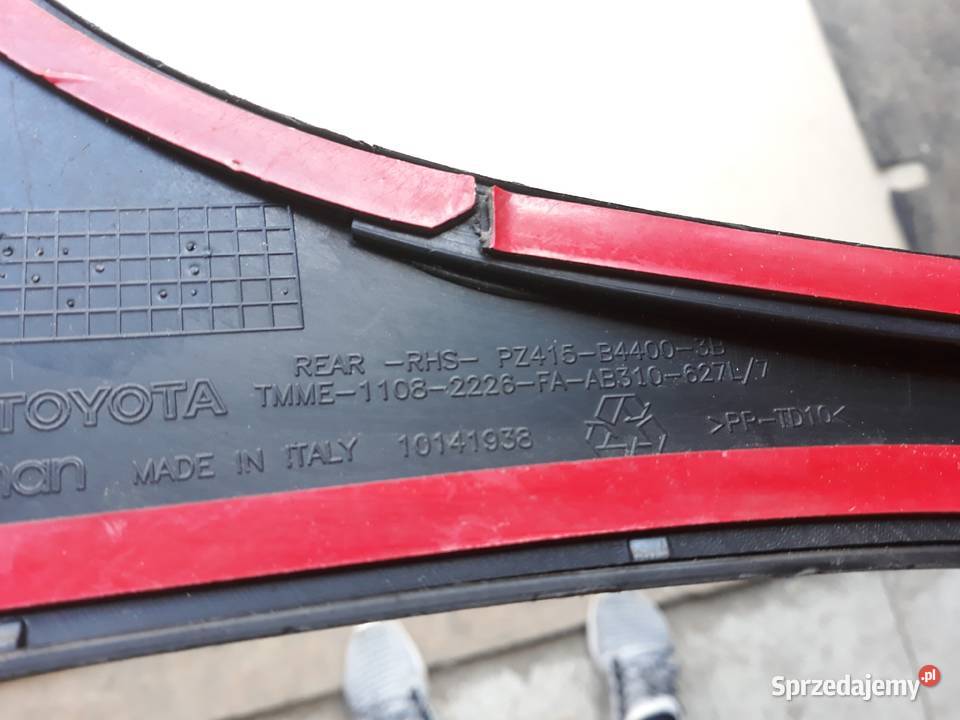 REAR -RHS- PZ415-B4400-3B
TOYOTA TMME-1108-2226-FA-AB310-627L/7
MADE IN ITALY 10141938 >PP-TD10<
Sprzedajemy.pl